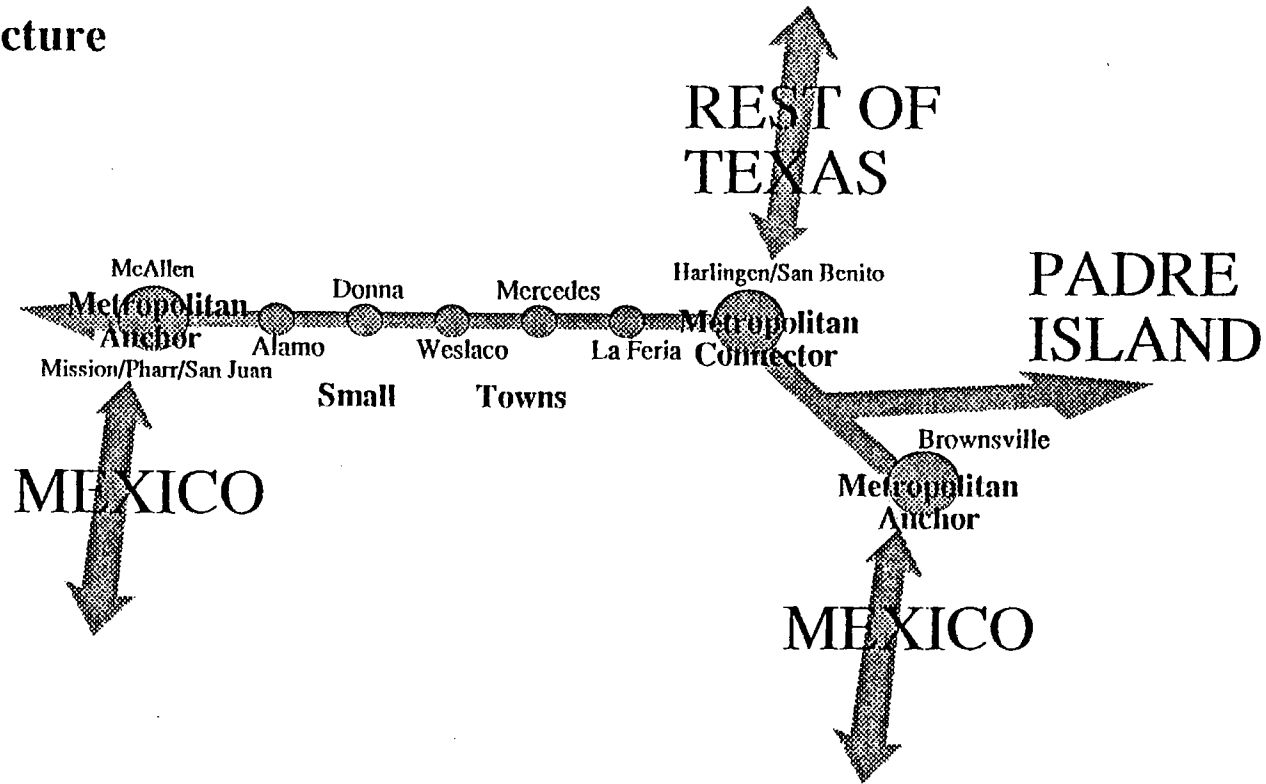 cture
REST OF
TEXAS
McAllen
Metropolitan
Anchor
Mission/Pharr/San Juan
Alamo
Donna
Weslaco
Mercedes
La Feria
Small Towns
Harlingen/San Benito
Metropolitan
Connector
PADRE
ISLAND
Brownsville
Metropolitan
Anchor
MEXICO
MEXICO